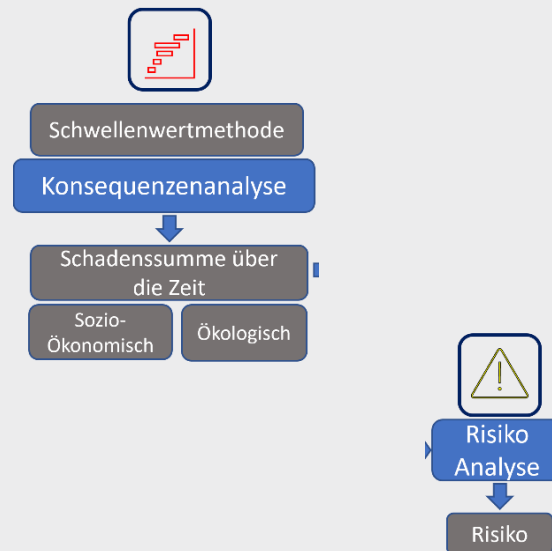 Schwellenwertmethode
Konsequenzenanalyse
Schadenssumme über
die Zeit
Sozio-
Ökonomisch
Ökologisch
Risiko
Analyse
Risiko